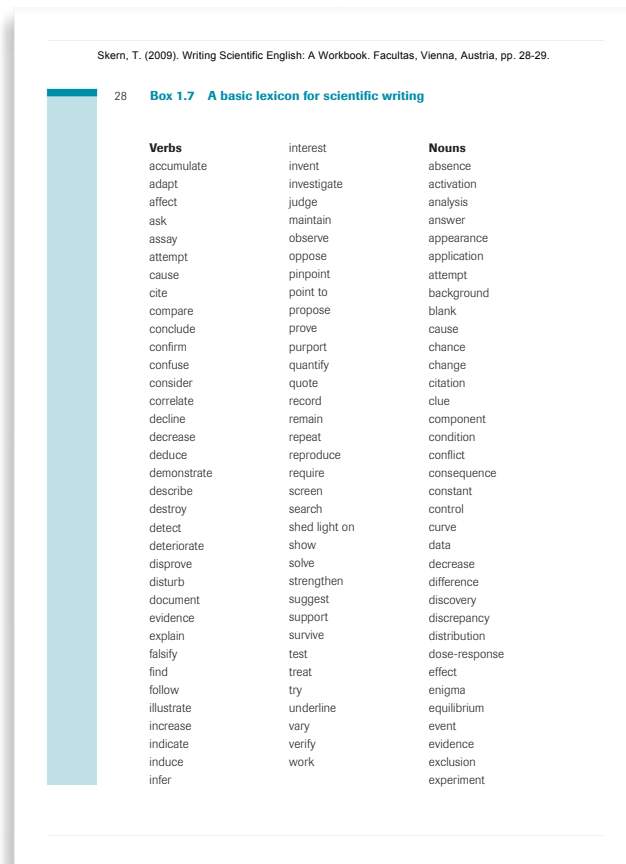 Skern, T. (2009). Writing Scientific English: A Workbook. Facultas, Vienna, Austria, pp. 28-29.
28 Box 1.7 A basic lexicon for scientific writing
Verbs
accumulate
adapt
affect
ask
assay
attempt
cause
cite
compare
conclude
confirm
confuse
consider
correlate
decline
decrease
deduce
demonstrate
describe
destroy
detect
deteriorate
disprove
disturb
document
evidence
explain
falsify
find
follow
illustrate
increase
indicate
induce
infer
interest
invent
investigate
judge
maintain
observe
oppose
pinpoint
point to
propose
prove
purport
quantify
quote
record
remain
repeat
reproduce
require
screen
search
shed light on
show
solve
strengthen
suggest
support
survive
test
treat
try
underline
vary
verify
work
Nouns
absence
activation
analysis
answer
appearance
application
attempt
background
blank
cause
chance
change
citation
clue
component
condition
conflict
consequence
constant
control
curve
data
decrease
difference
discovery
discrepancy
distribution
dose-response
effect
enigma
equilibrium
event
evidence
exclusion
experiment